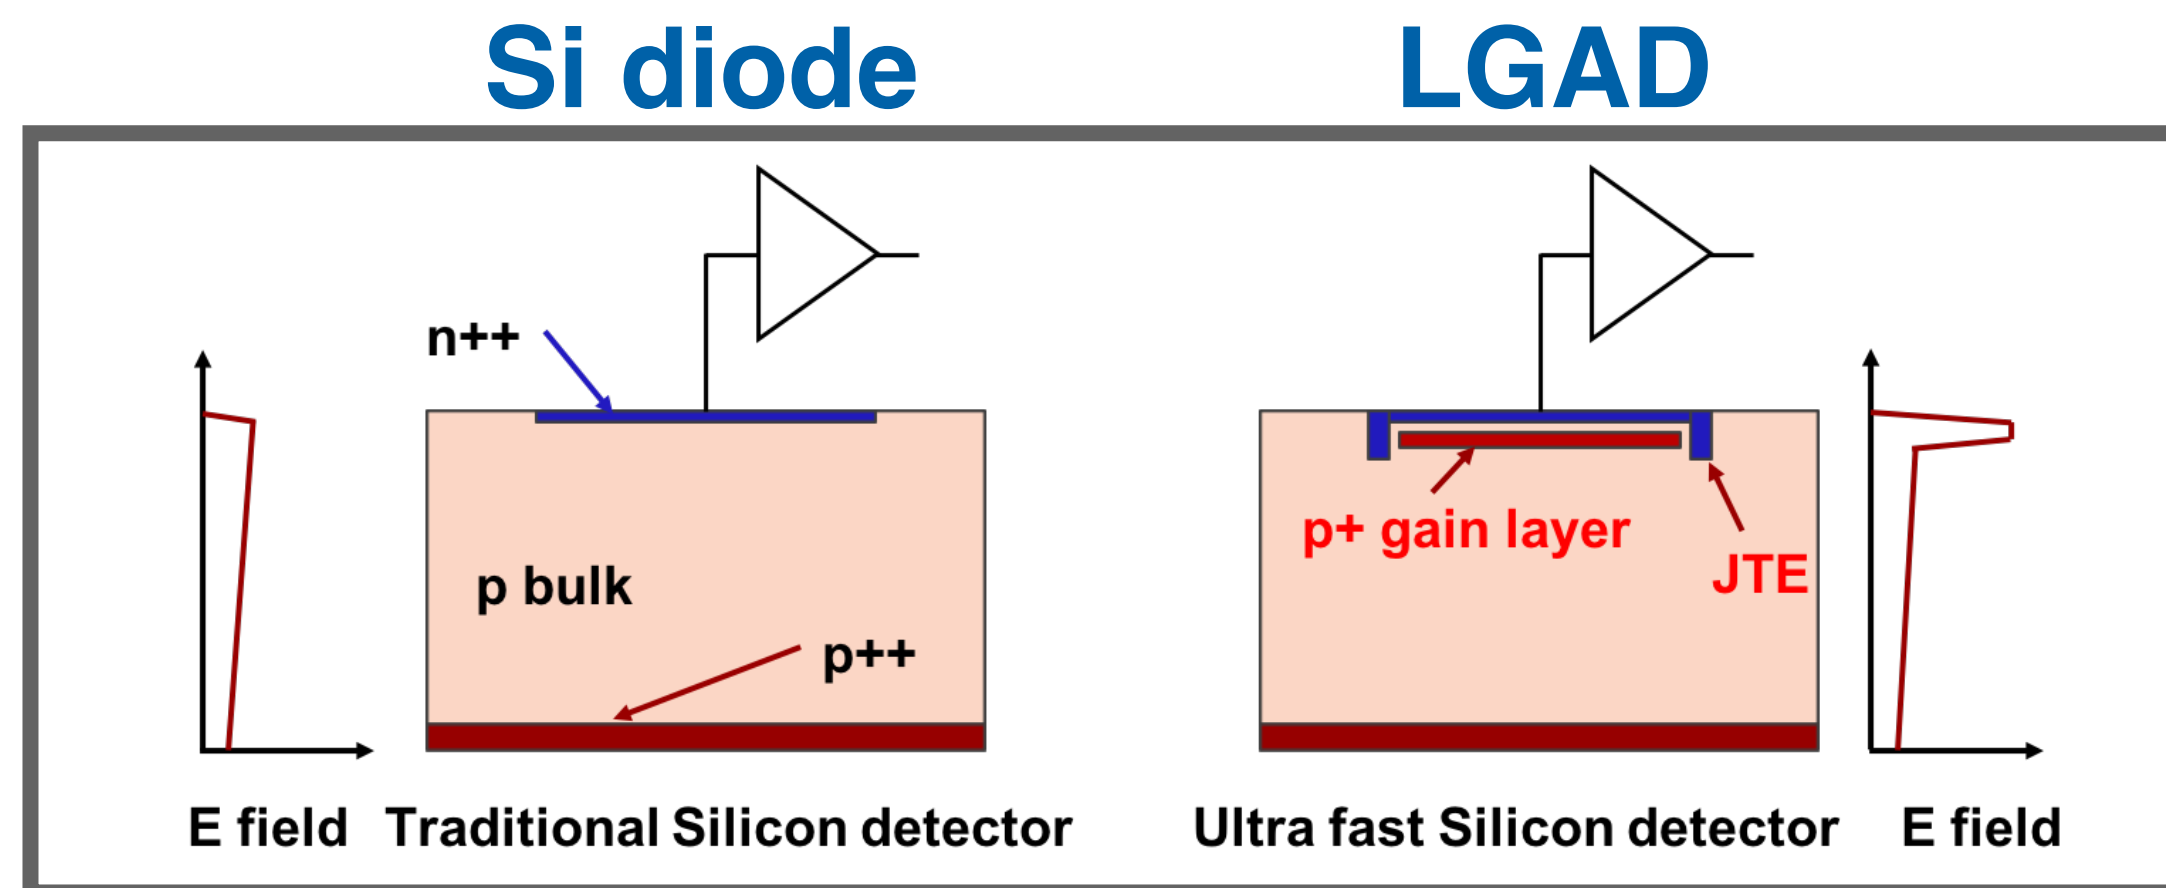 Si diode
LGAD
n++
p bulk
p++
p+ gain layer
JTE
E field
Traditional Silicon detector
Ultra fast Silicon detector
E field